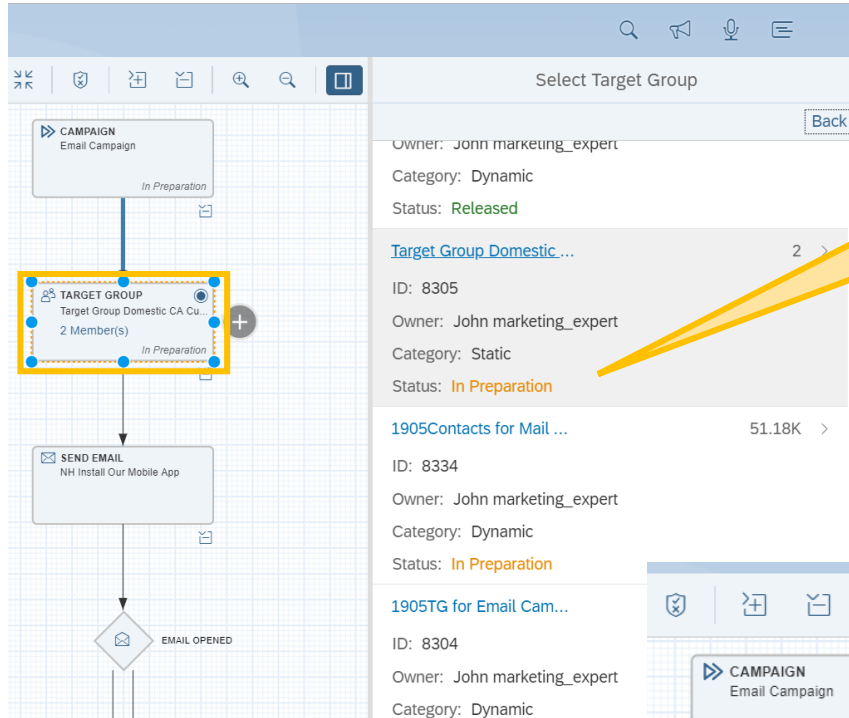 CAMPAIGN
Email Campaign
In Preparation
TARGET GROUP
Target Group Domestic CA Cu...
2 Member(s)
In Preparation
SEND EMAIL
NH Install Our Mobile App
EMAIL OPENED
Select Target Group
Back
Owner: John marketing_expert
Category: Dynamic
Status: Released
Target Group Domestic ... 2
ID: 8305
Owner: John marketing_expert
Category: Static
Status: In Preparation
1905Contacts for Mail ... 51.18K
ID: 8334
Owner: John marketing_expert
Category: Dynamic
Status: In Preparation
1905TG for Email Cam...
ID: 8304
Owner: John marketing_expert
Category: Dynamic
CAMPAIGN
Email Campaign